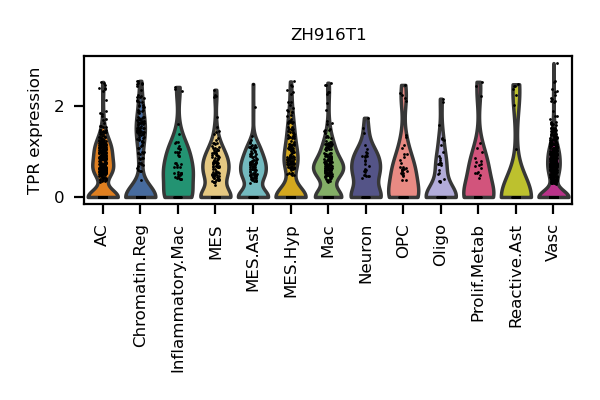 ZH916T1
TPR expression
2
0
AC
Chromatin.Reg
Inflammatory.Mac
MES
MES.Ast
MES.Hyp
Mac
Neuron
OPC
Oligo
Prolif.Metab
Reactive.Ast
Vasc